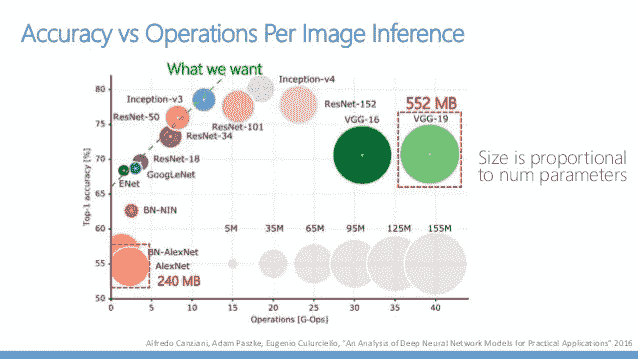 Accuracy vs Operations Per Image Inference
What we want
Inception-v4
Inception-v3
ResNet-50
ResNet-101
ResNet-152
ResNet-34
VGG-16
552 MB
VGG-19
ResNet-18
GoogLeNet
ENet
BN-NIN
BN-AlexNet
AlexNet
240 MB
5M 35M 65M 95M 125M 155M
Size is proportional
to num parameters
Top-1 accuracy [%]
80
75
70
65
60
55
50
0 5 10 15 20 25 30 35 40
Operations [G-Ops]
Alfredo Canziani, Adam Paszke, Eugenio Culurciello, "An Analysis of Deep Neural Network Models for Practical Applications" 2016